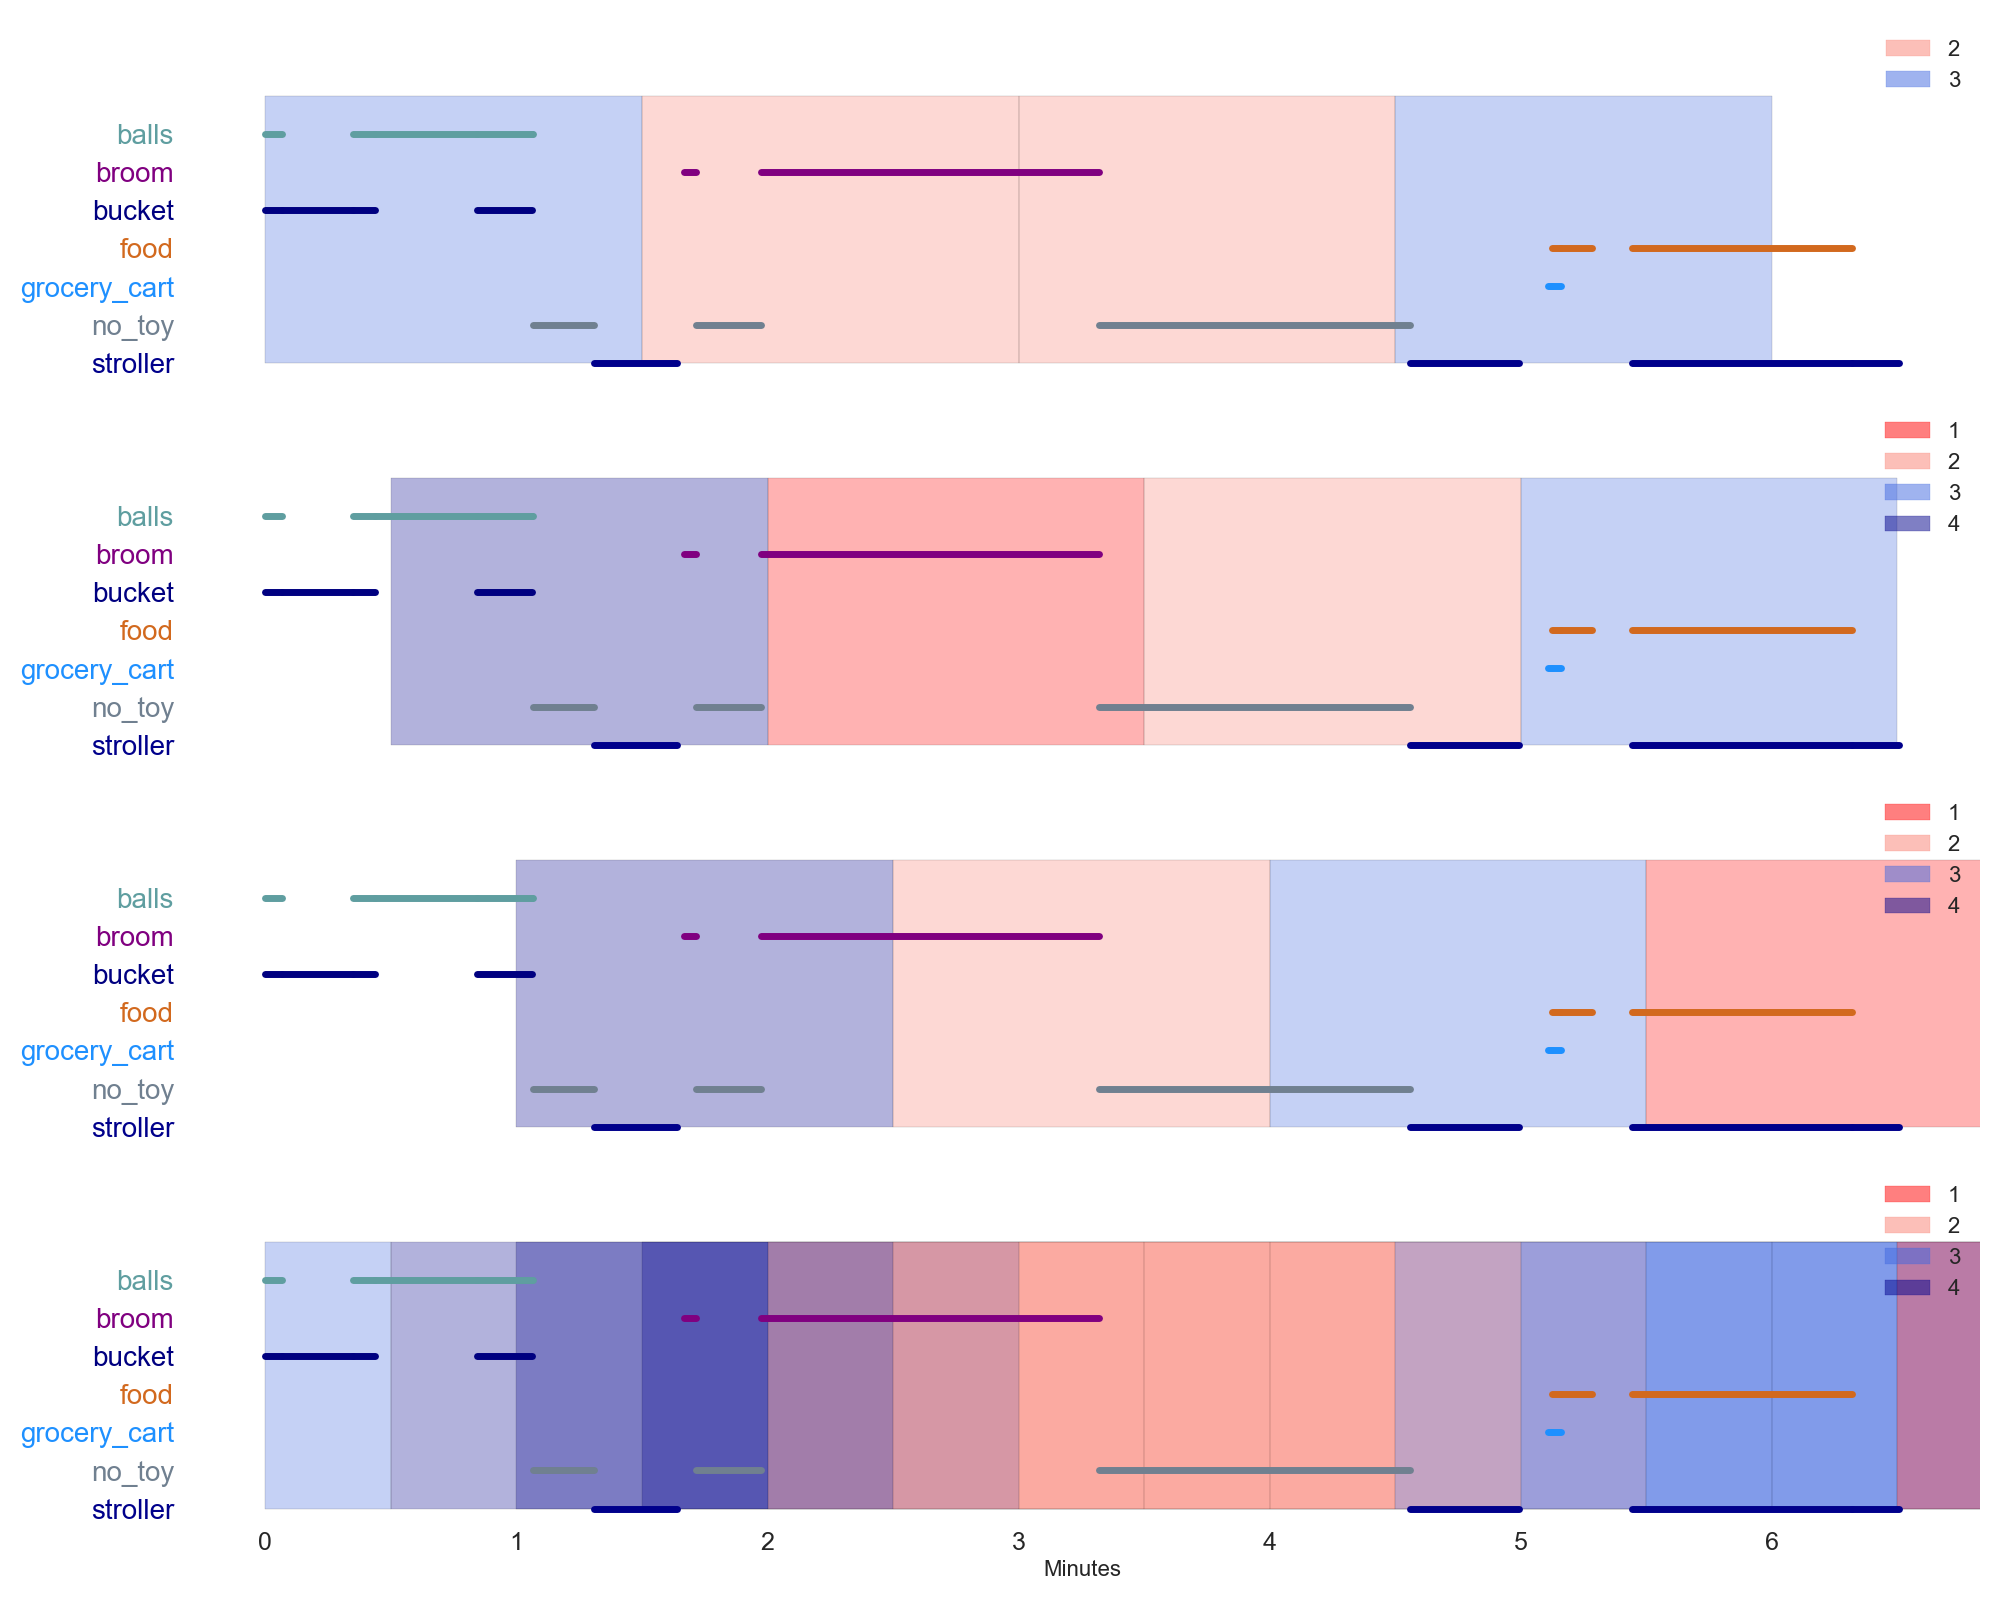 2
3
balls
broom
bucket
food
grocery_cart
no_toy
stroller
1
2
3
4
balls
broom
bucket
food
grocery_cart
no_toy
stroller
1
2
3
4
balls
broom
bucket
food
grocery_cart
no_toy
stroller
1
2
3
4
balls
broom
bucket
food
grocery_cart
no_toy
stroller
0 1 2 3 4 5 6
Minutes